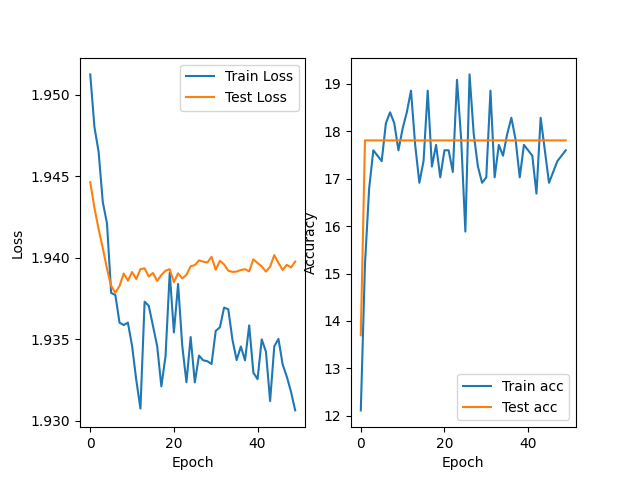 Train Loss
Test Loss
1.950
1.945
1.940
1.935
1.930
0
20
40
Loss
Epoch
19
18
17
16
15
14
13
12
0
20
40
Accuracy
Train acc
Test acc
Epoch